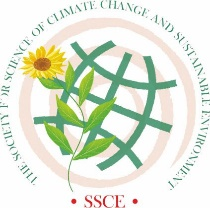 THE SOCIETY FOR SCIENCE OF CLIMATE CHANGE AND SUSTAINABLE ENVIRONMENT
• SSCE •